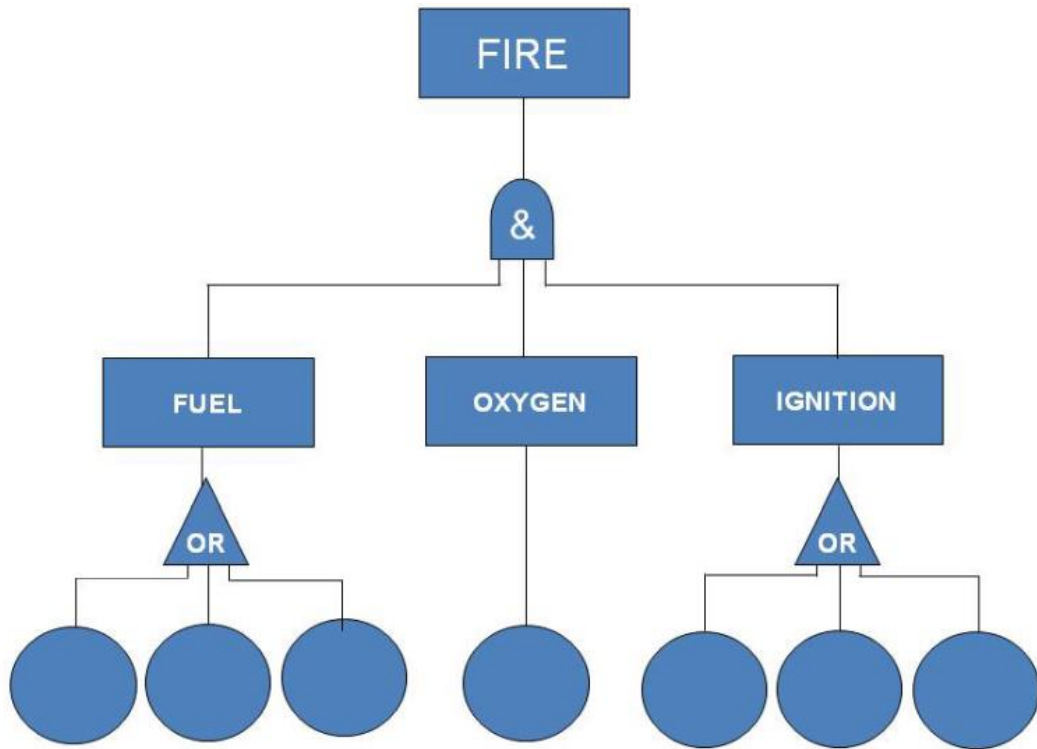 FIRE
&
FUEL
OXYGEN
IGNITION
OR
OR